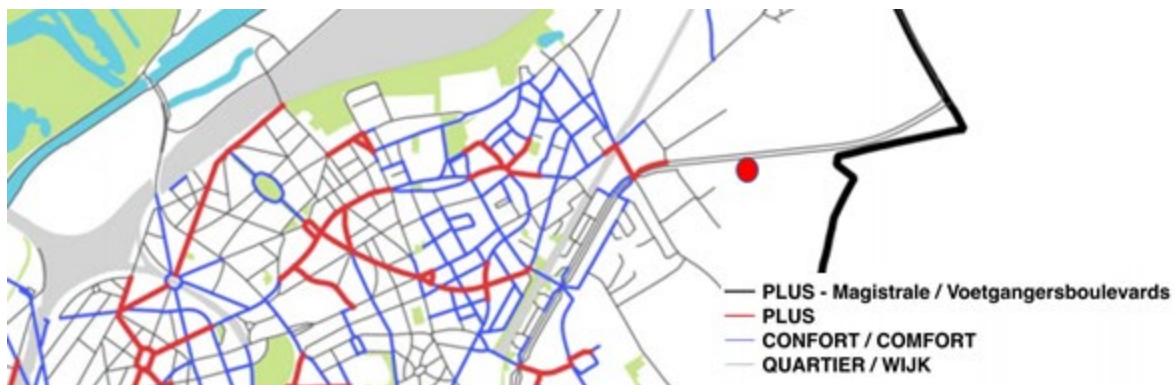 PLUS - Magistrale / Voetgangersboulevards
PLUS
CONFORT / COMFORT
QUARTIER / WIJK